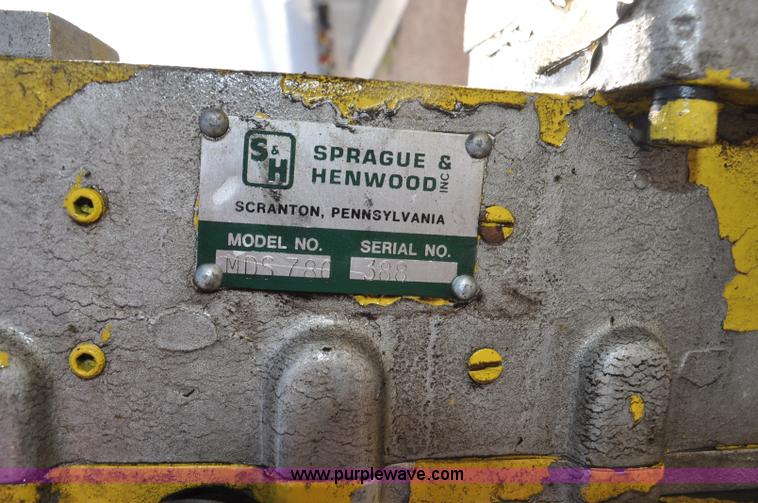 S&H
SPRAGUE &
HENWOOD INC
SCRANTON, PENNSYLVANIA
MODEL NO. SERIAL NO.
MDS 780 388
www.purplewave.com